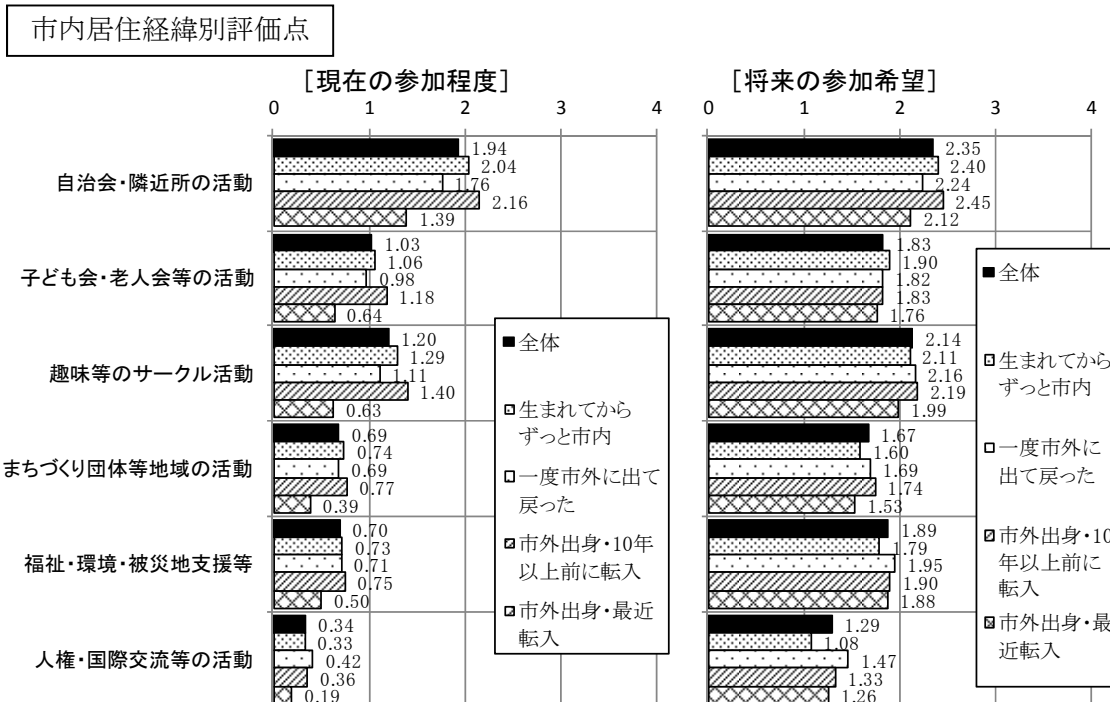 市内居住経緯別評価点
［現在の参加程度］
0 1 2 3 4
［将来の参加希望］
0 1 2 3 4
自治会・隣近所の活動
1.94
2.04
1.76
2.16
1.39
2.35
2.40
2.24
2.45
2.12
子ども会・老人会等の活動
1.03
1.06
0.98
1.18
0.64
1.83
1.90
1.82
1.83
1.76
趣味等のサークル活動
1.20
1.29
1.11
1.40
0.63
2.14
2.11
2.16
2.19
1.99
まちづくり団体等地域の活動
0.69
0.74
0.69
0.77
0.39
1.67
1.60
1.69
1.74
1.53
福祉・環境・被災地支援等
0.70
0.73
0.71
0.75
0.50
1.89
1.79
1.95
1.90
1.88
人権・国際交流等の活動
0.34
0.33
0.42
0.36
0.19
1.29
1.08
1.47
1.33
1.26
全体
生まれてから
ずっと市内
一度市外に出て
戻った
市外出身・10年
以上前に転入
市外出身・最近
転入
全体
生まれてから
ずっと市内
一度市外に
出て戻った
市外出身・10
年以上前に
転入
市外出身・最
近転入